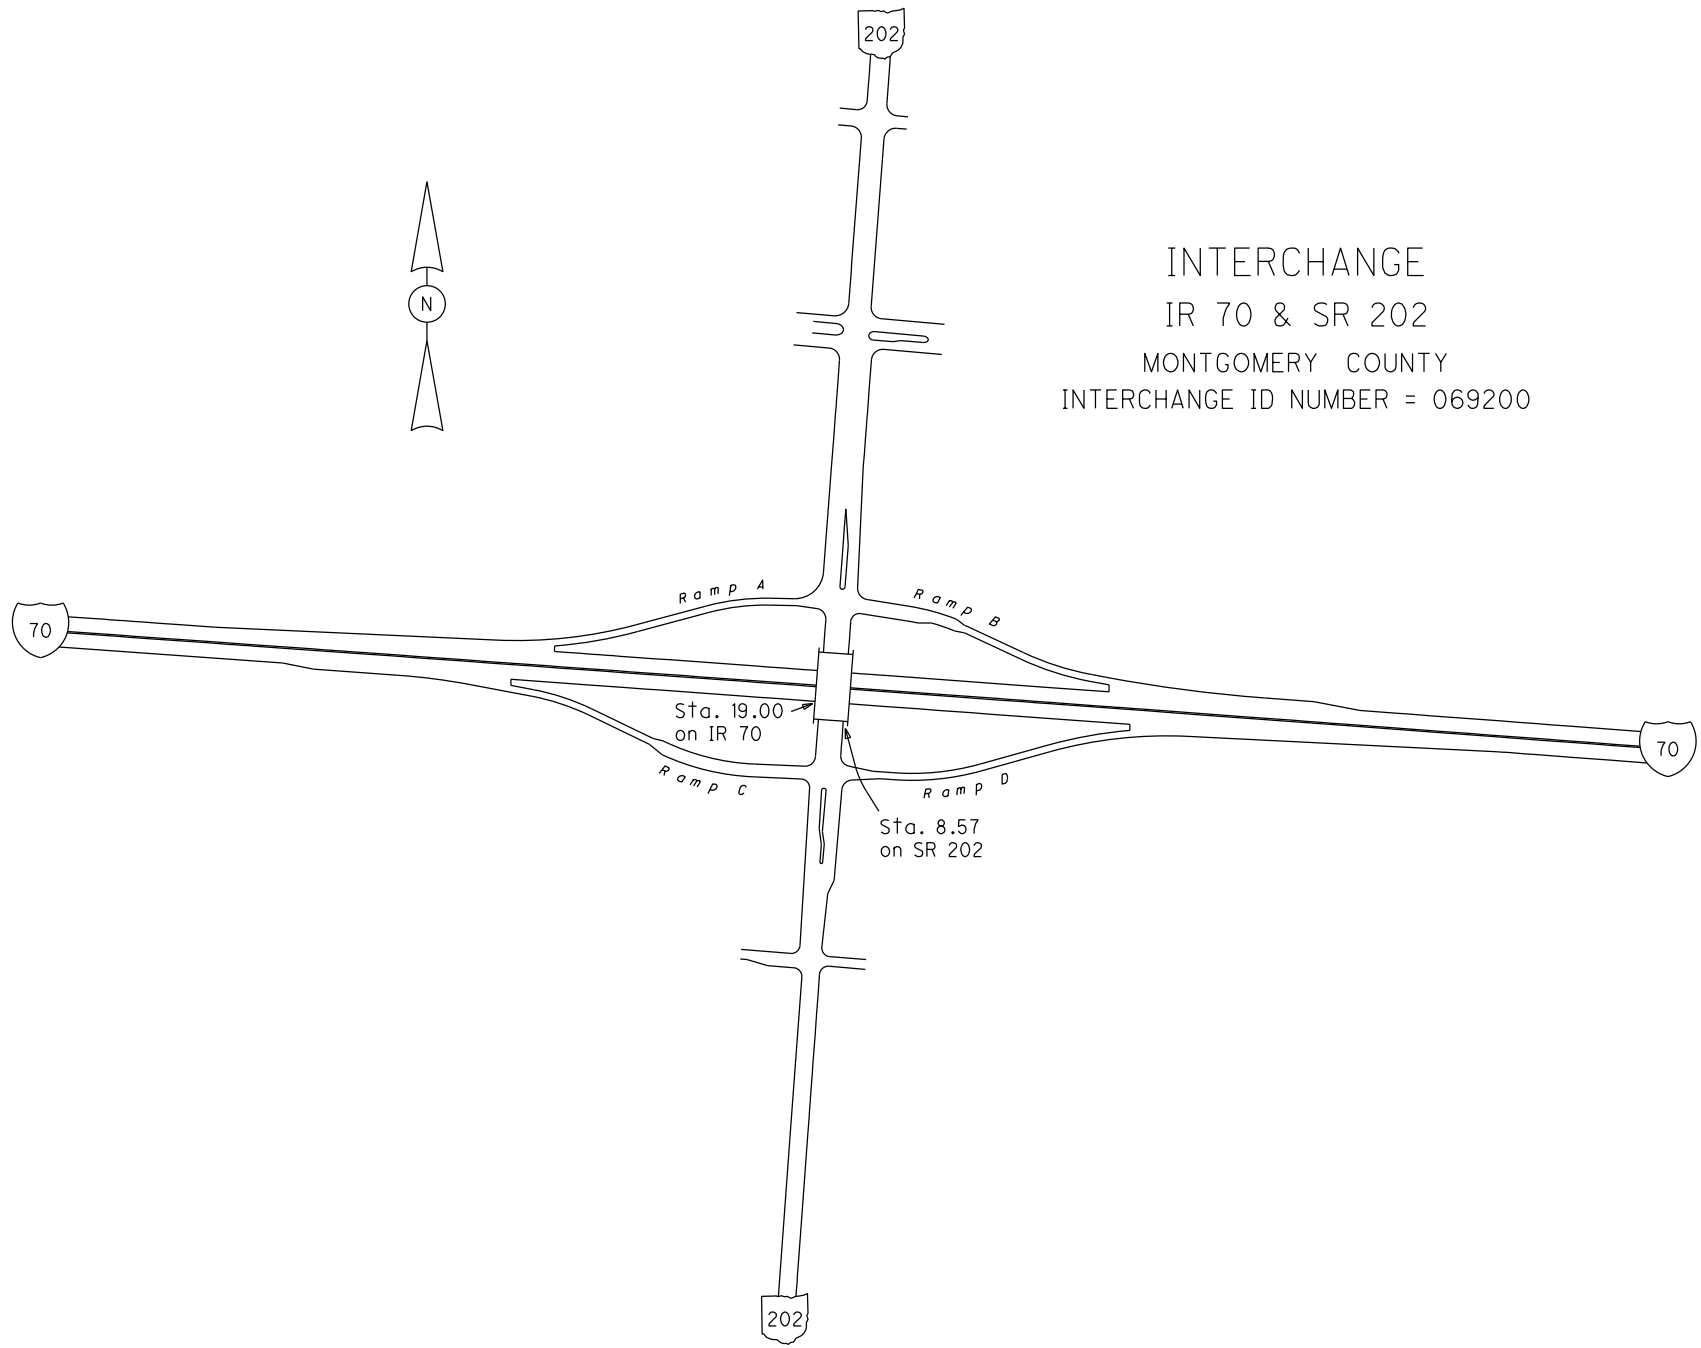 202
N
INTERCHANGE
IR 70 & SR 202
MONTGOMERY COUNTY
INTERCHANGE ID NUMBER = 069200
Ramp A
Ramp B
70
Sta. 19.00
on IR 70
70
Ramp C
Ramp D
Sta. 8.57
on SR 202
202